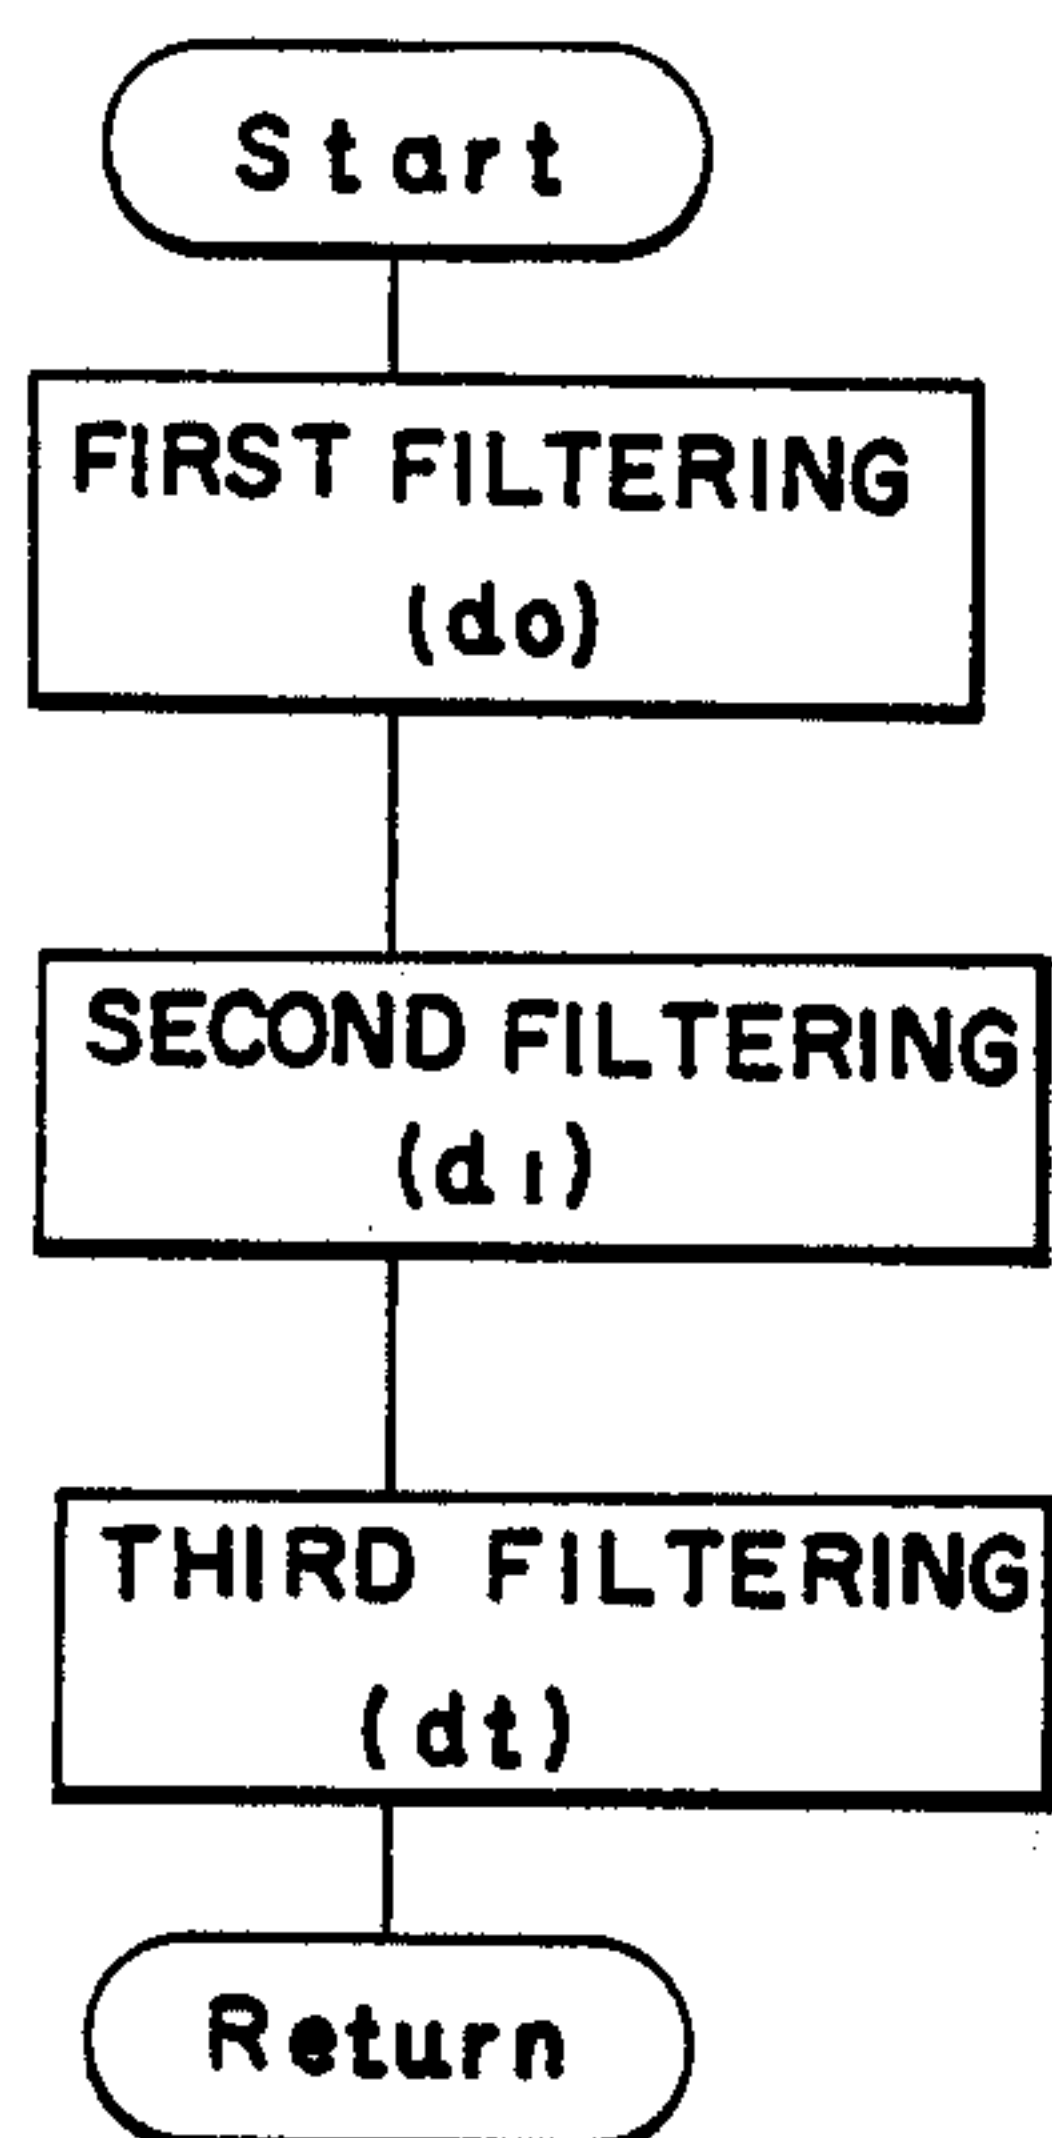 Start
FIRST FILTERING
(do)
SECOND FILTERING
(d1)
THIRD FILTERING
(dt)
Return